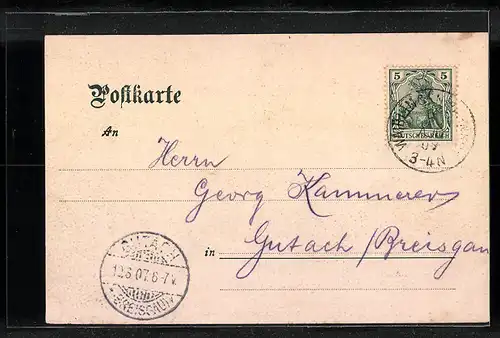 5 5
DEUTSCHES REICH
3-4N
Postkarte
An
Herrn
Georg Kammerer
in Gutach / Breisgau
GUTACH
12.6.07.6-7V.
(BREISGAU)